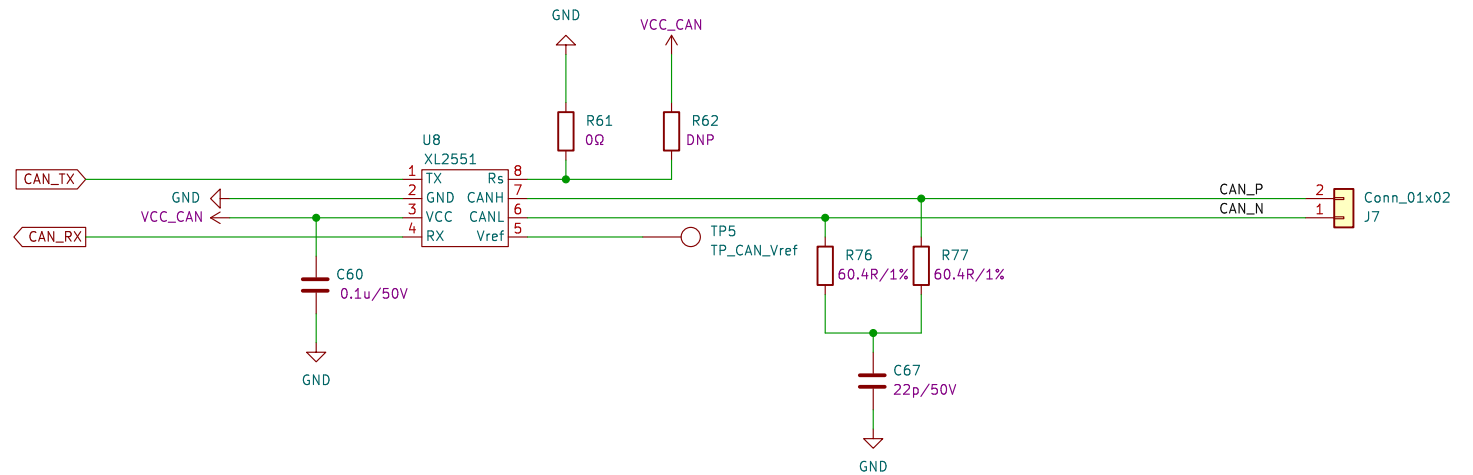 GND
VCC_CAN
R61
0Ω
R62
DNP
U8
XL2551
CAN_TX
1
TX
Rs
8
GND
2
GND
CANH
7
CAN_P
2
Conn_01x02
VCC_CAN
3
VCC
CANL
6
CAN_N
1
J7
CAN_RX
4
RX
Vref
5
TP5
TP_CAN_Vref
R76
60.4R/1%
R77
60.4R/1%
C60
0.1u/50V
GND
C67
22p/50V
GND